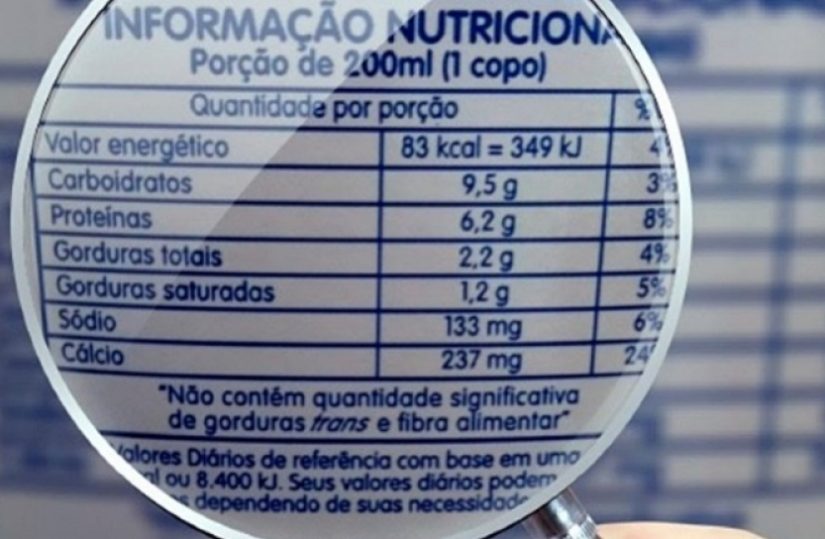 INFORMAÇÃO NUTRICIONA
Porção de 200ml (1 copo)
Quantidade por porção %
Valor energético 83 kcal = 349 kJ 4
Carboidratos 9,5 g 3%
Proteínas 6,2 g 8%
Gorduras totais 2,2 g 4%
Gorduras saturadas 1,2 g 5%
Sódio 133 mg 6%
Cálcio 237 mg 24
"Não contém quantidade significativa
de gorduras trans e fibra alimentar"
Valores Diários de referência com base em uma
al ou 8.400 kJ. Seus valores diários podem
s dependendo de suas necessidade